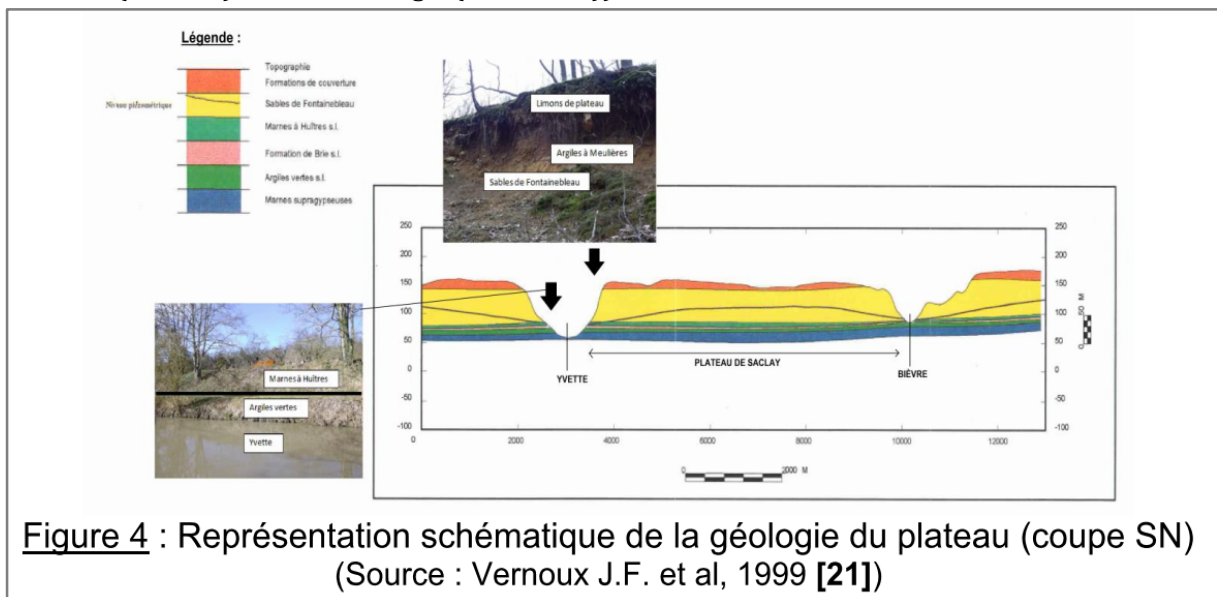 Légende :
Topographie
Formations de couverture
Niveau piézométrique
Sables de Fontainebleau
Marnes à Huîtres s.l.
Formation de Brie s.l.
Argiles vertes s.l.
Marnes supragypseuses
Limons de plateau
Argiles à Meulières
Sables de Fontainebleau
Marnes à Huîtres
Argiles vertes
Yvette
250
200
150
100
50
0
-50
-100
250
200
150
100
50
0
-50
-100
0 50 M
YVETTE
PLATEAU DE SACLAY
BIÈVRE
0 2000 4000 6000 8000 10000 12000
0 2000 M
Figure 4 : Représentation schématique de la géologie du plateau (coupe SN)
(Source : Vernoux J.F. et al, 1999 [21])